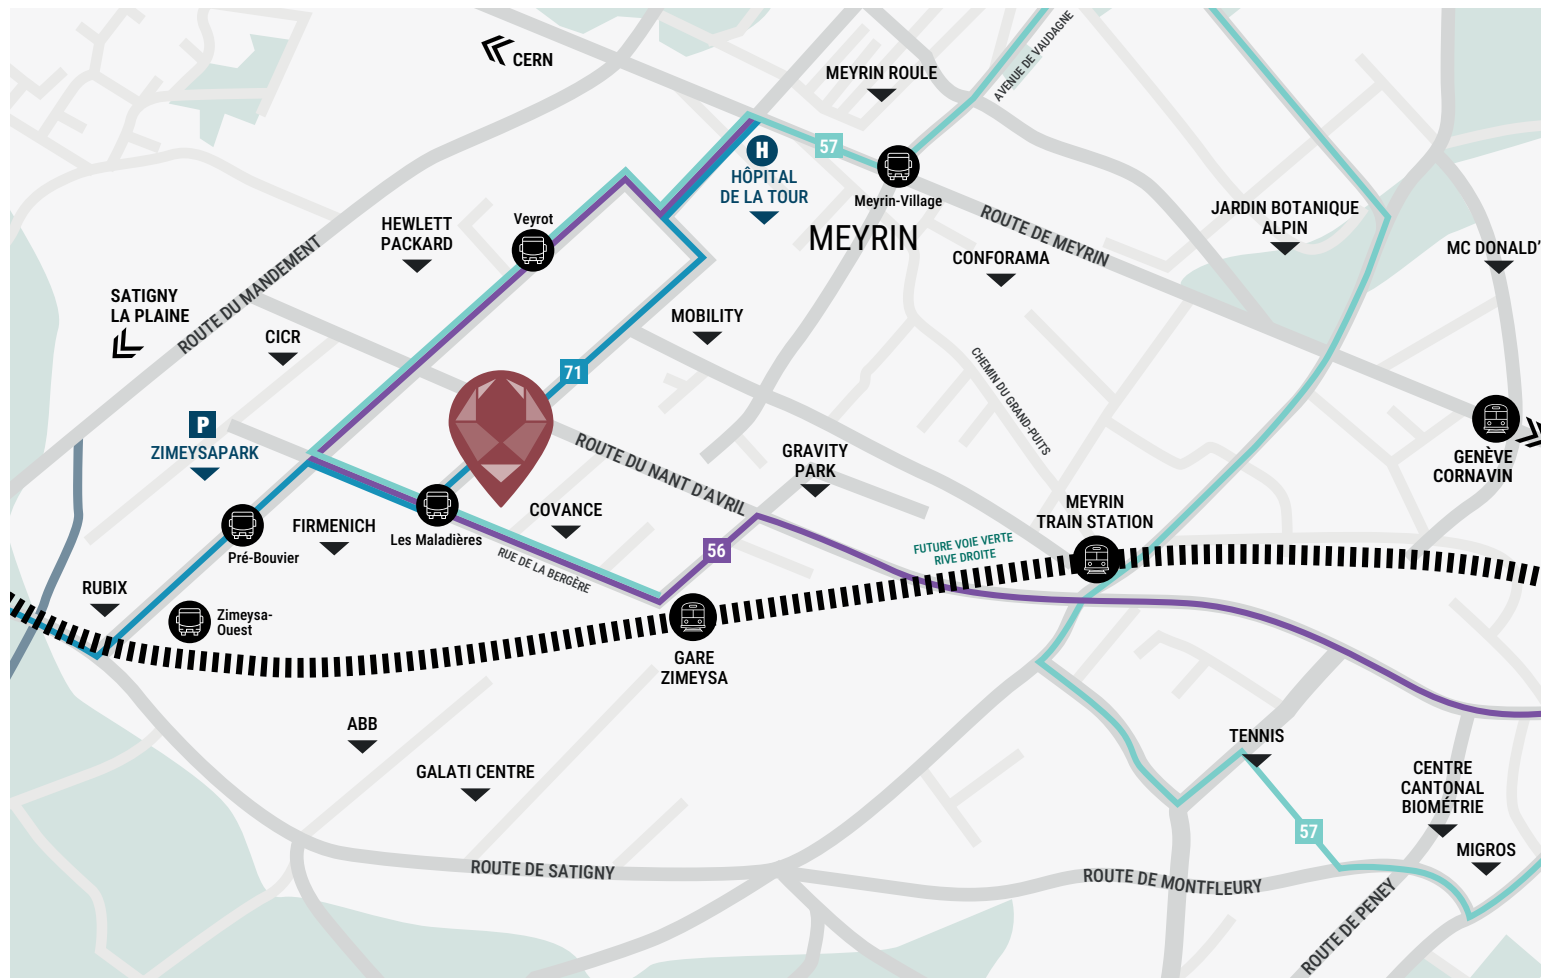 CERN
AVENUE DE VAUDAGNE
MEYRIN ROULE
57
H
HÔPITAL
DE LA TOUR
Meyrin-Village
MEYRIN
ROUTE DE MEYRIN
JARDIN BOTANIQUE
ALPIN
MC DONALD'
CONFORAMA
HEWLETT
PACKARD
Veyrot
ROUTE DU MANDEMENT
SATIGNY
LA PLAINE
CICR
MOBILITY
71
CHEMIN DU GRAND-PUITS
P
ZIMEYSAPARK
ROUTE DU NANT D'AVRIL
GRAVITY
PARK
GENÈVE
CORNAVIN
MEYRIN
TRAIN STATION
COVANCE
FIRMENICH
Les Maladières
Pré-Bouvier
RUE DE LA BERGÈRE
56
FUTURE VOIE VERTE
RIVE DROITE
RUBIX
Zimeysa-
Ouest
GARE
ZIMEYSA
ABB
GALATI CENTRE
TENNIS
CENTRE
CANTONAL
BIOMÉTRIE
57
MIGROS
ROUTE DE SATIGNY
ROUTE DE MONTFLEURY
ROUTE DE PENEY